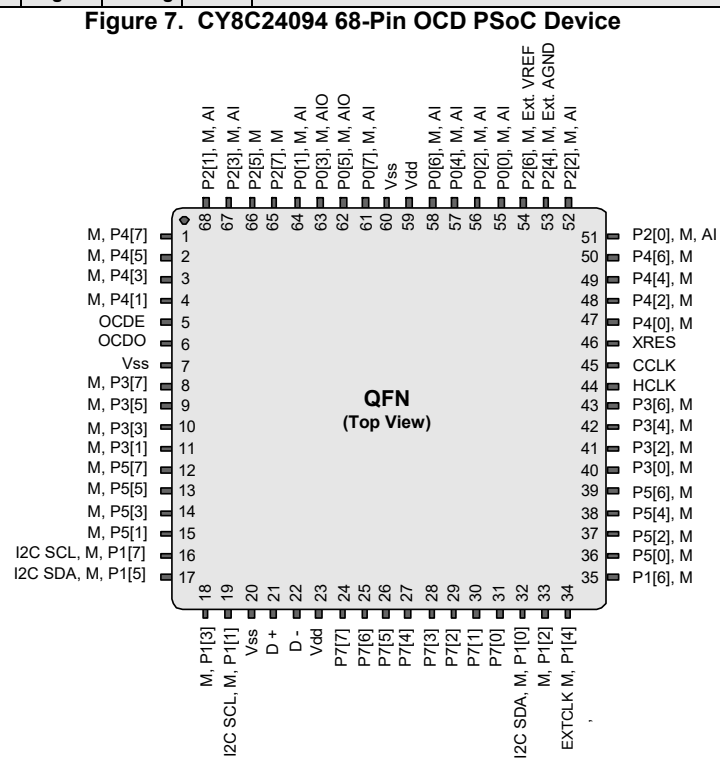 Figure 7. CY8C24094 68-Pin OCD PSoC Device
P2[1], M, AI
P2[3], M, AI
P2[5], M
P2[7], M
P0[1], M, AI
P0[3], M, AIO
P0[5], M, AIO
P0[7], M, AI
Vss
Vdd
P0[6], M, AI
P0[4], M, AI
P0[2], M, AI
P0[0], M, AI
P2[6], M, Ext. VREF
P2[4], M, Ext. AGND
P2[2], M, AI
68 67 66 65 64 63 62 61 60 59 58 57 56 55 54 53 52
M, P4[7] 1
M, P4[5] 2
M, P4[3] 3
M, P4[1] 4
OCDE 5
OCDO 6
Vss 7
M, P3[7] 8
M, P3[5] 9
M, P3[3] 10
M, P3[1] 11
M, P5[7] 12
M, P5[5] 13
M, P5[3] 14
M, P5[1] 15
I2C SCL, M, P1[7] 16
I2C SDA, M, P1[5] 17
QFN
(Top View)
51 P2[0], M, AI
50 P4[6], M
49 P4[4], M
48 P4[2], M
47 P4[0], M
46 XRES
45 CCLK
44 HCLK
43 P3[6], M
42 P3[4], M
41 P3[2], M
40 P3[0], M
39 P5[6], M
38 P5[4], M
37 P5[2], M
36 P5[0], M
35 P1[6], M
18 19 20 21 22 23 24 25 26 27 28 29 30 31 32 33 34
M, P1[3]
I2C SCL, M, P1[1]
Vss
D +
D -
Vdd
P7[7]
P7[6]
P7[5]
P7[4]
P7[3]
P7[2]
P7[1]
P7[0]
I2C SDA, M, P1[0]
M, P1[2]
EXTCLK, M, P1[4]